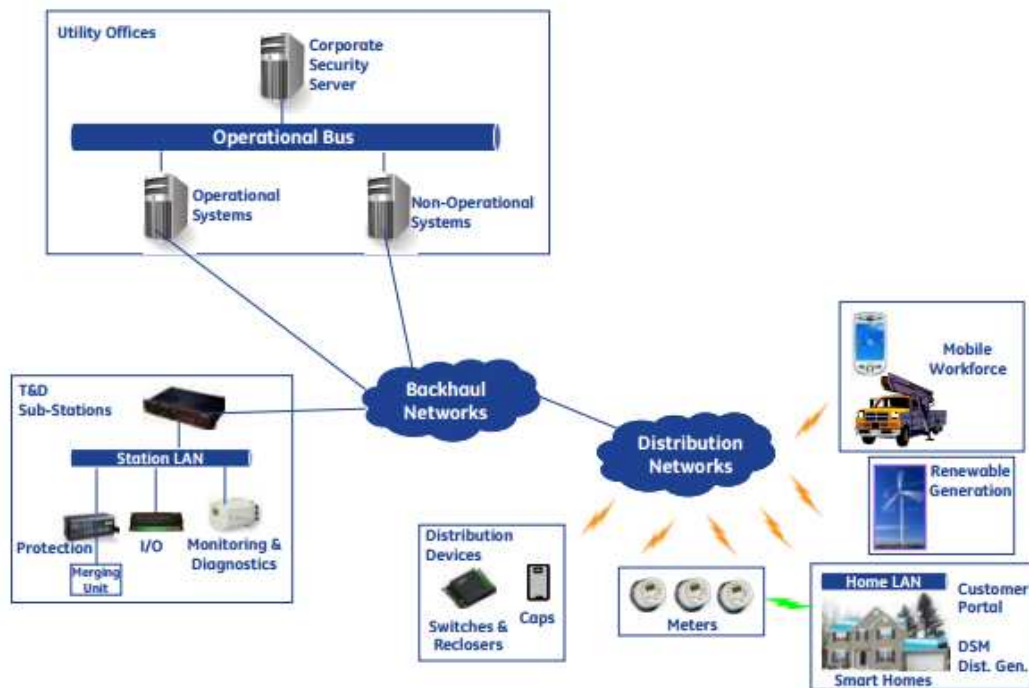 Utility Offices
Corporate
Security
Server
Operational Bus
Operational
Systems
Non-Operational
Systems
Backhaul
Networks
T&D
Sub-Stations
Station LAN
Protection
I/O
Monitoring &
Diagnostics
Merging
Unit
Distribution
Networks
Mobile
Workforce
Renewable
Generation
Distribution
Devices
Switches &
Reclosers
Caps
Meters
Home LAN
Customer
Portal
DSM
Dist. Gen.
Smart Homes